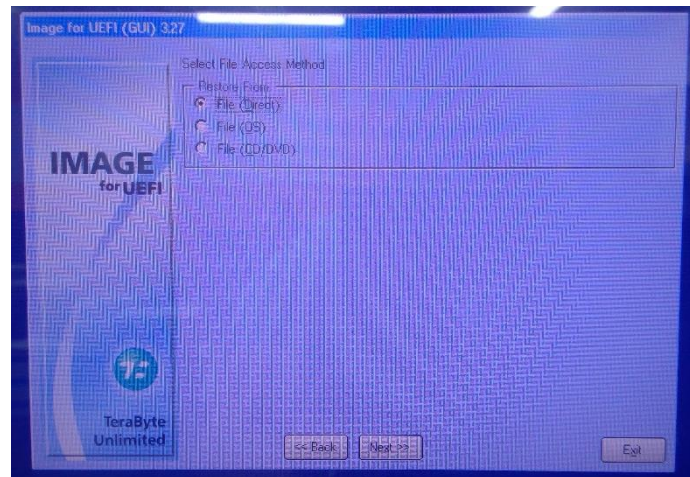 Image for UEFI (GUI) 3.27
Select File Access Method
Restore From
File (Direct)
File (OS)
File (CD/DVD)
IMAGE
for UEFI
TeraByte
Unlimited
<< Back
Next >>
Exit